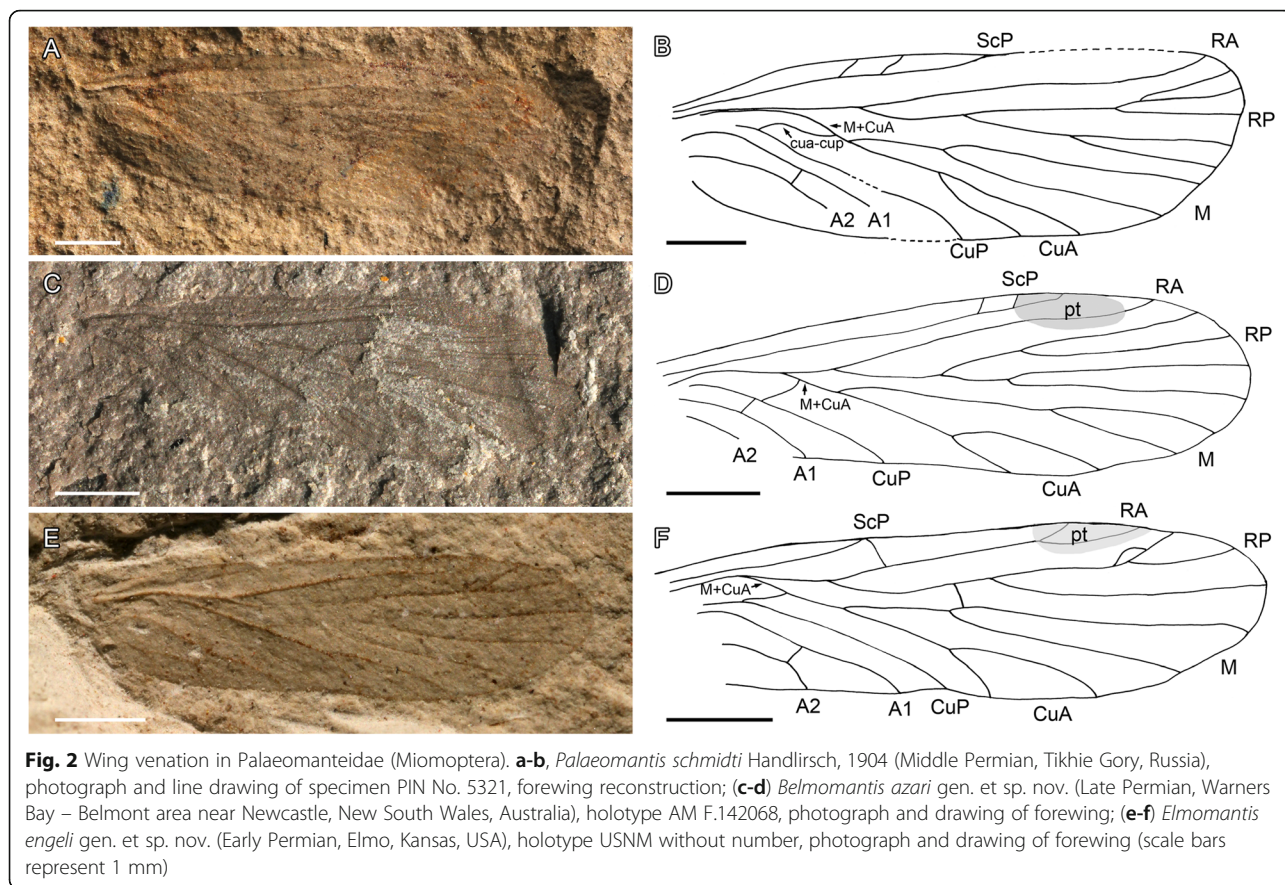 A
B
ScP
RA
RP
M+CuA
cua-cup
M
A2
A1
CuP
CuA
C
D
ScP
pt
RA
RP
M+CuA
M
A2
A1
CuP
CuA
E
F
ScP
pt
RA
RP
M+CuA
M
A2
A1
CuP
CuA
Fig. 2 Wing venation in Palaeomanteidae (Miomoptera). a-b, Palaeomantis schmidti Handlirsch, 1904 (Middle Permian, Tikhie Gory, Russia),
photograph and line drawing of specimen PIN No. 5321, forewing reconstruction; (c-d) Belmomantis azari gen. et sp. nov. (Late Permian, Warners
Bay – Belmont area near Newcastle, New South Wales, Australia), holotype AM F.142068, photograph and drawing of forewing; (e-f) Elmomantis
engeli gen. et sp. nov. (Early Permian, Elmo, Kansas, USA), holotype USNM without number, photograph and drawing of forewing (scale bars
represent 1 mm)